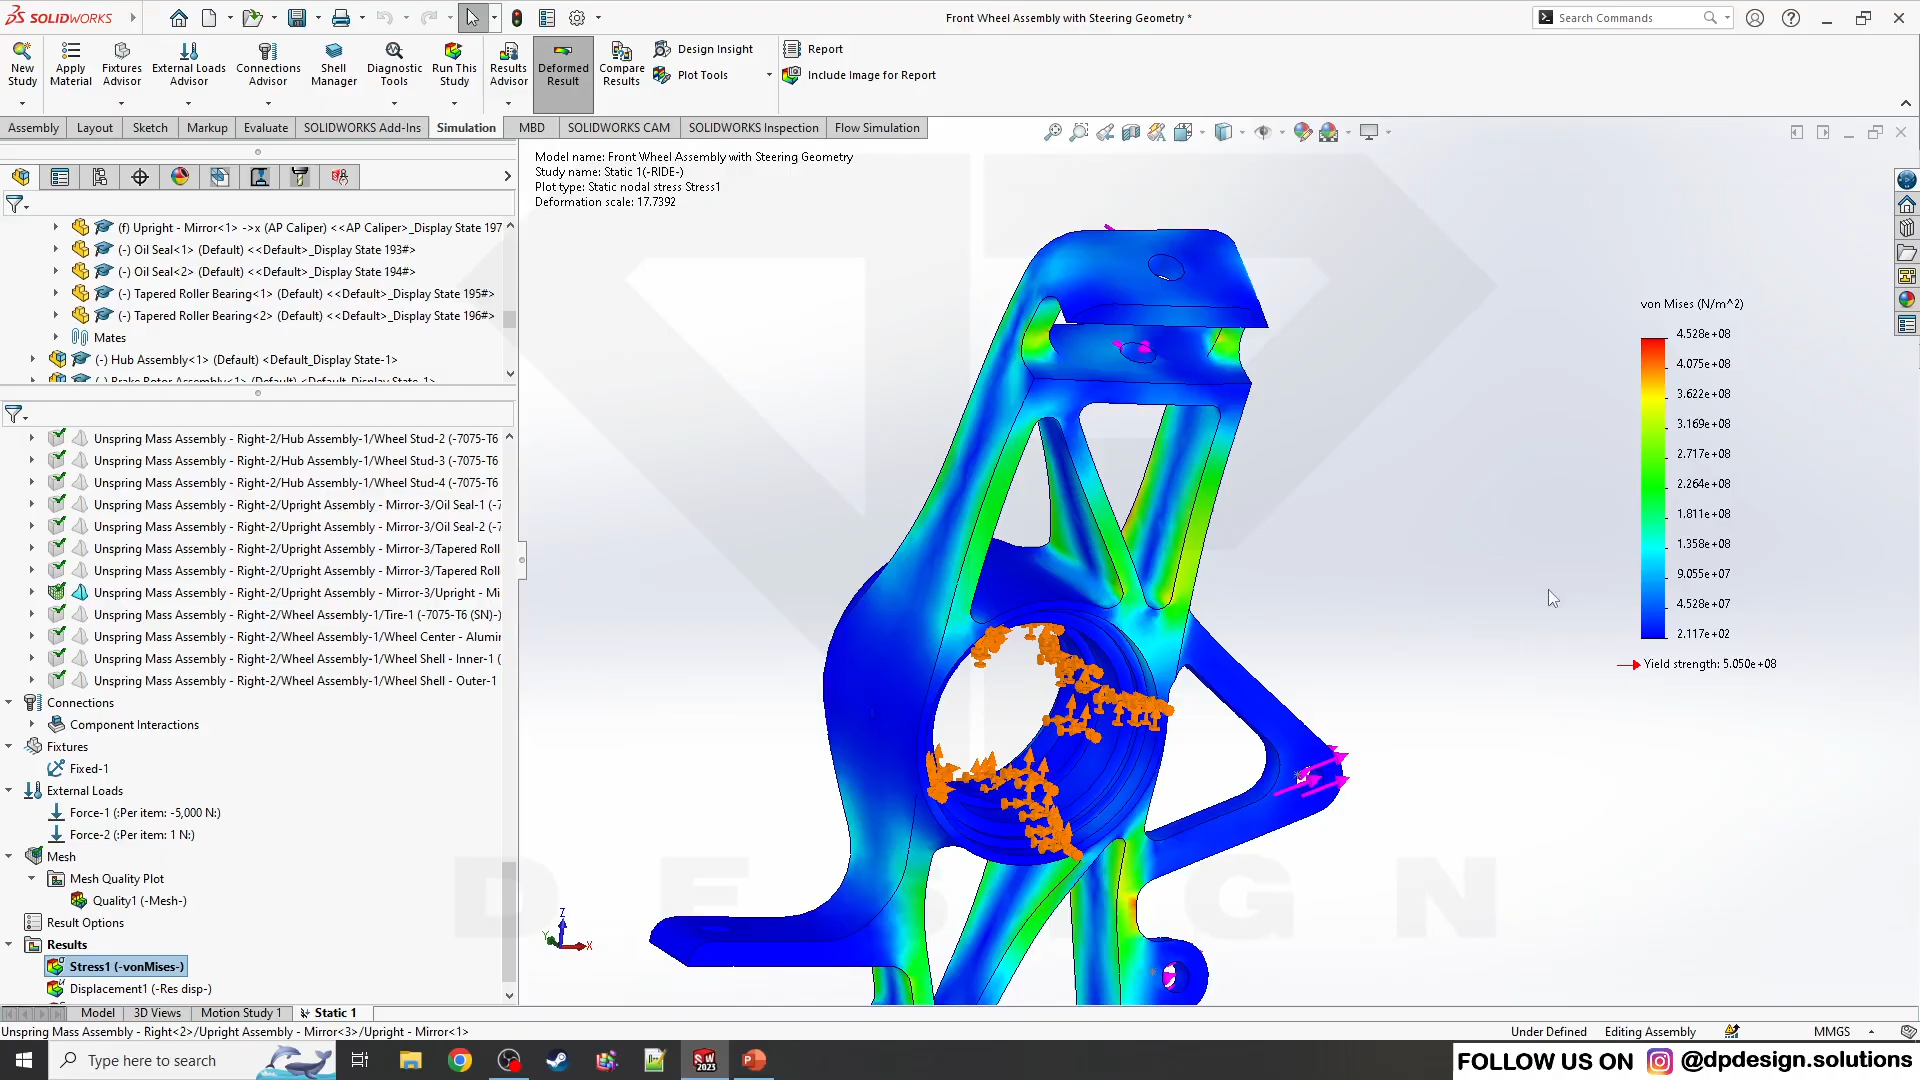 SOLIDWORKS
Front Wheel Assembly with Steering Geometry *
Search Commands
New Study
Apply Material
Fixtures Advisor
External Loads Advisor
Connections Advisor
Shell Manager
Diagnostic Tools
Run This Study
Results Advisor
Deformed Result
Compare Results
Design Insight
Plot Tools
Report
Include Image for Report
Assembly
Layout
Sketch
Markup
Evaluate
SOLIDWORKS Add-Ins
Simulation
MBD
SOLIDWORKS CAM
SOLIDWORKS Inspection
Flow Simulation
(f) Upright - Mirror<1> ->x (AP Caliper) <<AP Caliper>_Display State 197
(-) Oil Seal<1> (Default) <<Default>_Display State 193#>
(-) Oil Seal<2> (Default) <<Default>_Display State 194#>
(-) Tapered Roller Bearing<1> (Default) <<Default>_Display State 195#>
(-) Tapered Roller Bearing<2> (Default) <<Default>_Display State 196#>
Mates
(-) Hub Assembly<1> (Default) <Default_Display State-1>
(-) Brake Rotor Assembly<1> (Default) <Default_Display State-1>
Unspring Mass Assembly - Right-2/Hub Assembly-1/Wheel Stud-2 (-7075-T6
Unspring Mass Assembly - Right-2/Hub Assembly-1/Wheel Stud-3 (-7075-T6
Unspring Mass Assembly - Right-2/Hub Assembly-1/Wheel Stud-4 (-7075-T6
Unspring Mass Assembly - Right-2/Upright Assembly - Mirror-3/Oil Seal-1 (-7
Unspring Mass Assembly - Right-2/Upright Assembly - Mirror-3/Oil Seal-2 (-7
Unspring Mass Assembly - Right-2/Upright Assembly - Mirror-3/Tapered Roll
Unspring Mass Assembly - Right-2/Upright Assembly - Mirror-3/Tapered Roll
Unspring Mass Assembly - Right-2/Upright Assembly - Mirror-3/Upright - Mi
Unspring Mass Assembly - Right-2/Wheel Assembly-1/Tire-1 (-7075-T6 (SN)-)
Unspring Mass Assembly - Right-2/Wheel Assembly-1/Wheel Center - Alumin
Unspring Mass Assembly - Right-2/Wheel Assembly-1/Wheel Shell - Inner-1 (
Unspring Mass Assembly - Right-2/Wheel Assembly-1/Wheel Shell - Outer-1
Connections
Component Interactions
Fixtures
Fixed-1
External Loads
Force-1 (:Per item: -5,000 N:)
Force-2 (:Per item: 1 N:)
Mesh
Mesh Quality Plot
Quality1 (-Mesh-)
Result Options
Results
Stress1 (-vonMises-)
Displacement1 (-Res disp-)
Model name: Front Wheel Assembly with Steering Geometry
Study name: Static 1(-RIDE-)
Plot type: Static nodal stress Stress1
Deformation scale: 17.7392
von Mises (N/m^2)
4.528e+08
4.075e+08
3.622e+08
3.169e+08
2.717e+08
2.264e+08
1.811e+08
1.358e+08
9.055e+07
4.528e+07
2.117e+02
Yield strength: 5.050e+08
Z
Y
X
DESIGN
Model
3D Views
Motion Study 1
Static 1
Unspring Mass Assembly - Right<2>/Upright Assembly - Mirror<3>/Upright - Mirror<1>
Under Defined
Editing Assembly
MMGS
Type here to search
FOLLOW US ON @dpdesign.solutions